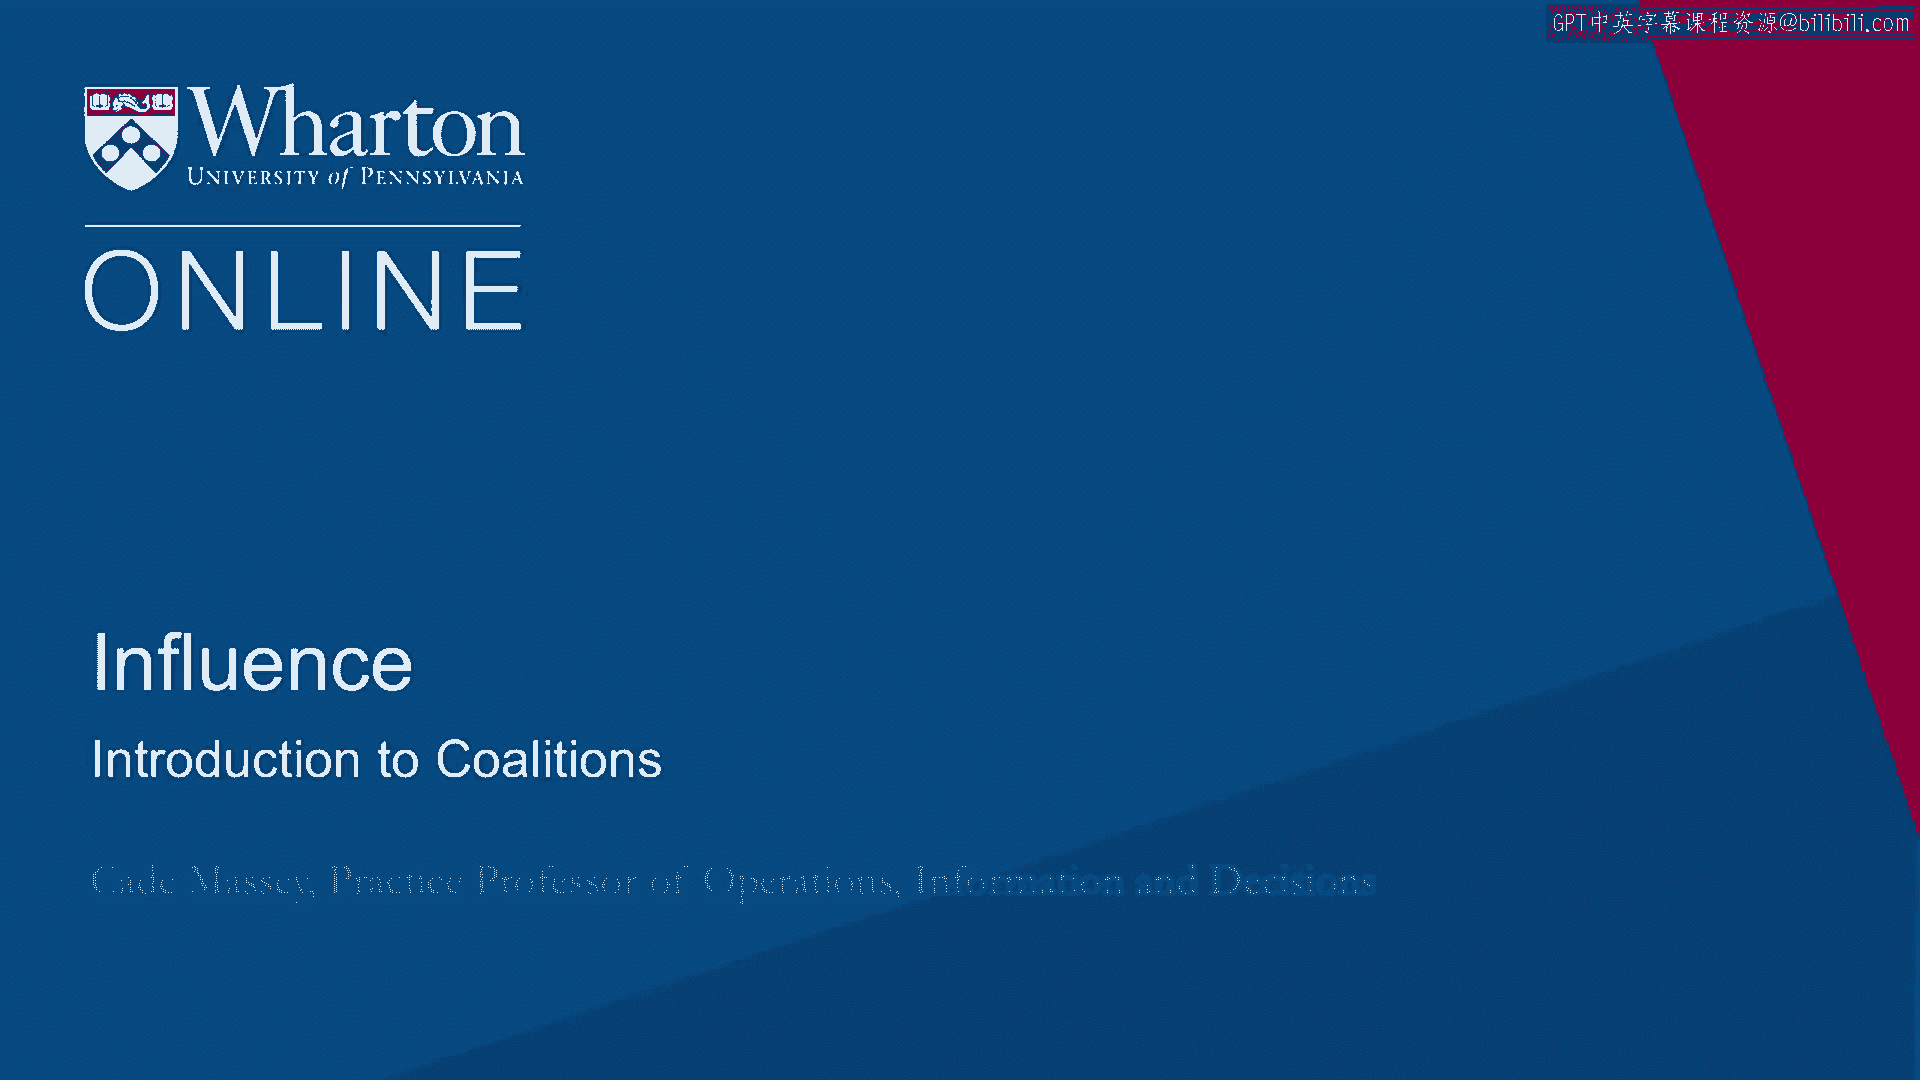 GPT中英字幕课程资源@bilibili.com
Wharton
UNIVERSITY of PENNSYLVANIA
ONLINE
Influence
Introduction to Coalitions
Cade Massey, Practice Professor of Operations, Information and Decisions